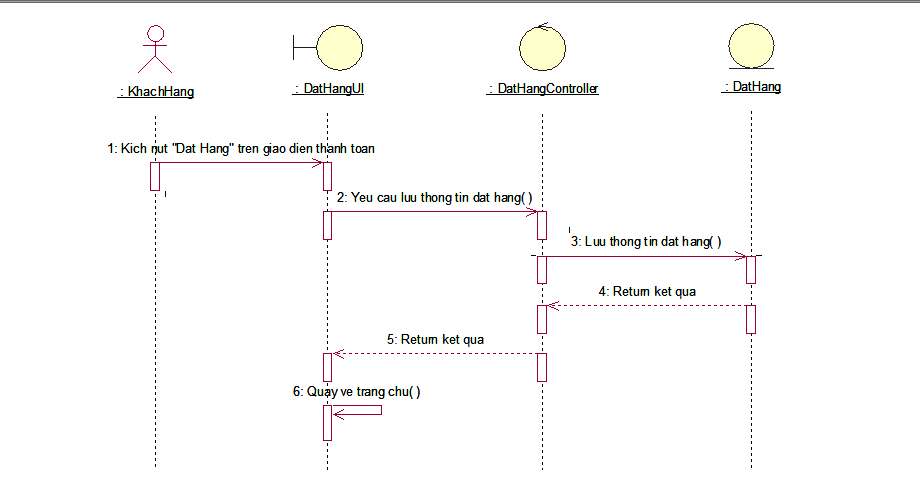 : KhachHang
: DatHangUI
: DatHangController
: DatHang
1: Kich nut "Dat Hang" tren giao dien thanh toan
2: Yeu cau luu thong tin dat hang( )
3: Luu thong tin dat hang( )
4: Return ket qua
5: Return ket qua
6: Quay ve trang chu( )